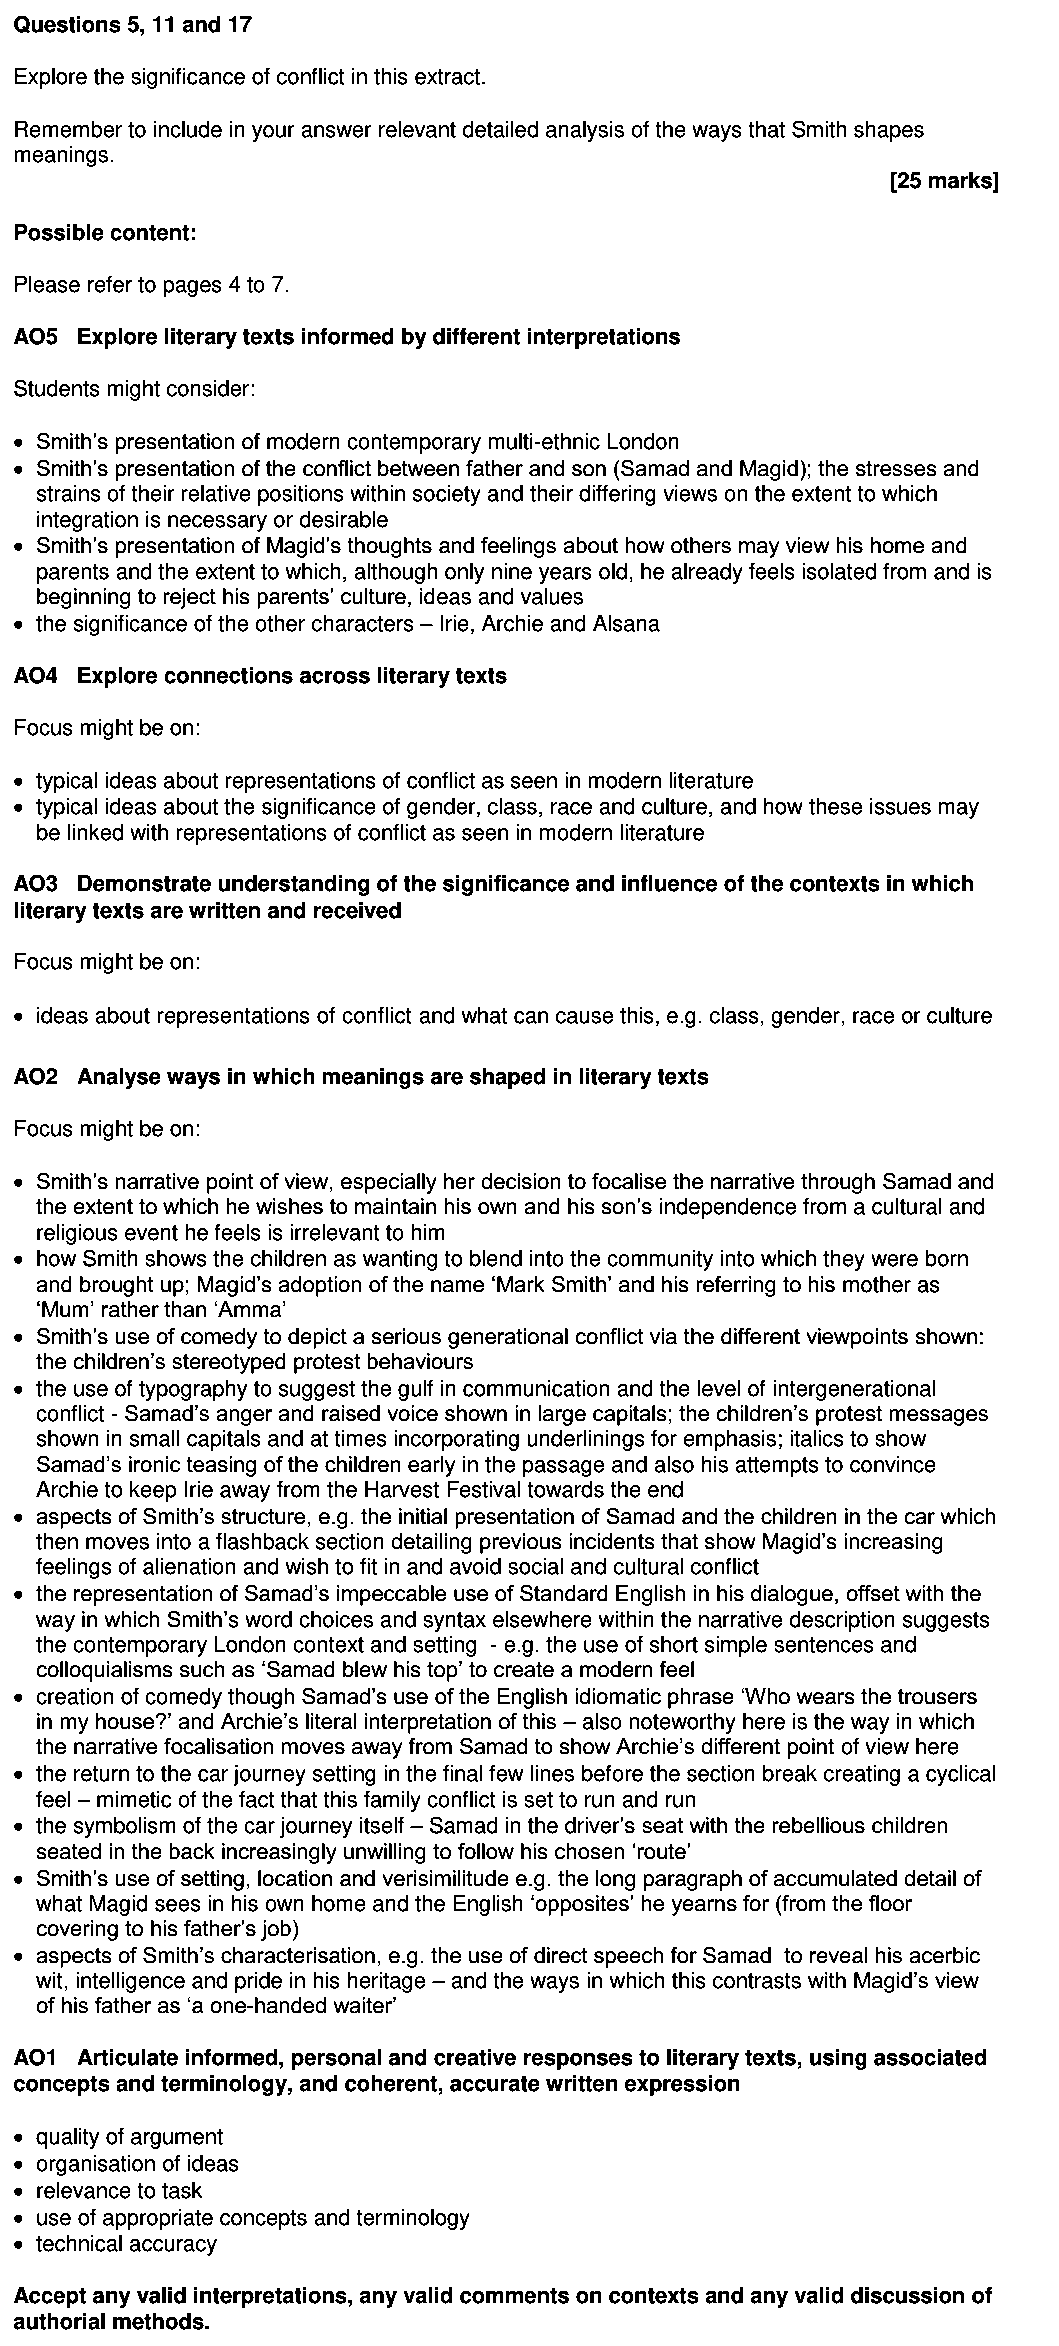 Questions 5, 11 and 17
Explore the significance of conflict in this extract.
Remember to include in your answer relevant detailed analysis of the ways that Smith shapes
meanings.
[25 marks]
Possible content:
Please refer to pages 4 to 7.
AO5 Explore literary texts informed by different interpretations
Students might consider:
• Smith's presentation of modern contemporary multi-ethnic London
• Smith's presentation of the conflict between father and son (Samad and Magid); the stresses and
strains of their relative positions within society and their differing views on the extent to which
integration is necessary or desirable
• Smith's presentation of Magid's thoughts and feelings about how others may view his home and
parents and the extent to which, although only nine years old, he already feels isolated from and is
beginning to reject his parents' culture, ideas and values
• the significance of the other characters – Irie, Archie and Alsana
AO4 Explore connections across literary texts
Focus might be on:
• typical ideas about representations of conflict as seen in modern literature
• typical ideas about the significance of gender, class, race and culture, and how these issues may
be linked with representations of conflict as seen in modern literature
AO3 Demonstrate understanding of the significance and influence of the contexts in which
literary texts are written and received
Focus might be on:
• ideas about representations of conflict and what can cause this, e.g. class, gender, race or culture
AO2 Analyse ways in which meanings are shaped in literary texts
Focus might be on:
• Smith's narrative point of view, especially her decision to focalise the narrative through Samad and
the extent to which he wishes to maintain his own and his son's independence from a cultural and
religious event he feels is irrelevant to him
• how Smith shows the children as wanting to blend into the community into which they were born
and brought up; Magid's adoption of the name 'Mark Smith' and his referring to his mother as
'Mum' rather than 'Amma'
• Smith's use of comedy to depict a serious generational conflict via the different viewpoints shown:
the children's stereotyped protest behaviours
• the use of typography to suggest the gulf in communication and the level of intergenerational
conflict - Samad's anger and raised voice shown in large capitals; the children's protest messages
shown in small capitals and at times incorporating underlinings for emphasis; italics to show
Samad's ironic teasing of the children early in the passage and also his attempts to convince
Archie to keep Irie away from the Harvest Festival towards the end
• aspects of Smith's structure, e.g. the initial presentation of Samad and the children in the car which
then moves into a flashback section detailing previous incidents that show Magid's increasing
feelings of alienation and wish to fit in and avoid social and cultural conflict
• the representation of Samad's impeccable use of Standard English in his dialogue, offset with the
way in which Smith's word choices and syntax elsewhere within the narrative description suggests
the contemporary London context and setting - e.g. the use of short simple sentences and
colloquialisms such as 'Samad blew his top' to create a modern feel
• creation of comedy though Samad's use of the English idiomatic phrase 'Who wears the trousers
in my house?' and Archie's literal interpretation of this – also noteworthy here is the way in which
the narrative focalisation moves away from Samad to show Archie's different point of view here
• the return to the car journey setting in the final few lines before the section break creating a cyclical
feel – mimetic of the fact that this family conflict is set to run and run
• the symbolism of the car journey itself – Samad in the driver's seat with the rebellious children
seated in the back increasingly unwilling to follow his chosen 'route'
• Smith's use of setting, location and verisimilitude e.g. the long paragraph of accumulated detail of
what Magid sees in his own home and the English 'opposites' he yearns for (from the floor
covering to his father's job)
• aspects of Smith's characterisation, e.g. the use of direct speech for Samad to reveal his acerbic
wit, intelligence and pride in his heritage – and the ways in which this contrasts with Magid's view
of his father as 'a one-handed waiter'
AO1 Articulate informed, personal and creative responses to literary texts, using associated
concepts and terminology, and coherent, accurate written expression
• quality of argument
• organisation of ideas
• relevance to task
• use of appropriate concepts and terminology
• technical accuracy
Accept any valid interpretations, any valid comments on contexts and any valid discussion of
authorial methods.